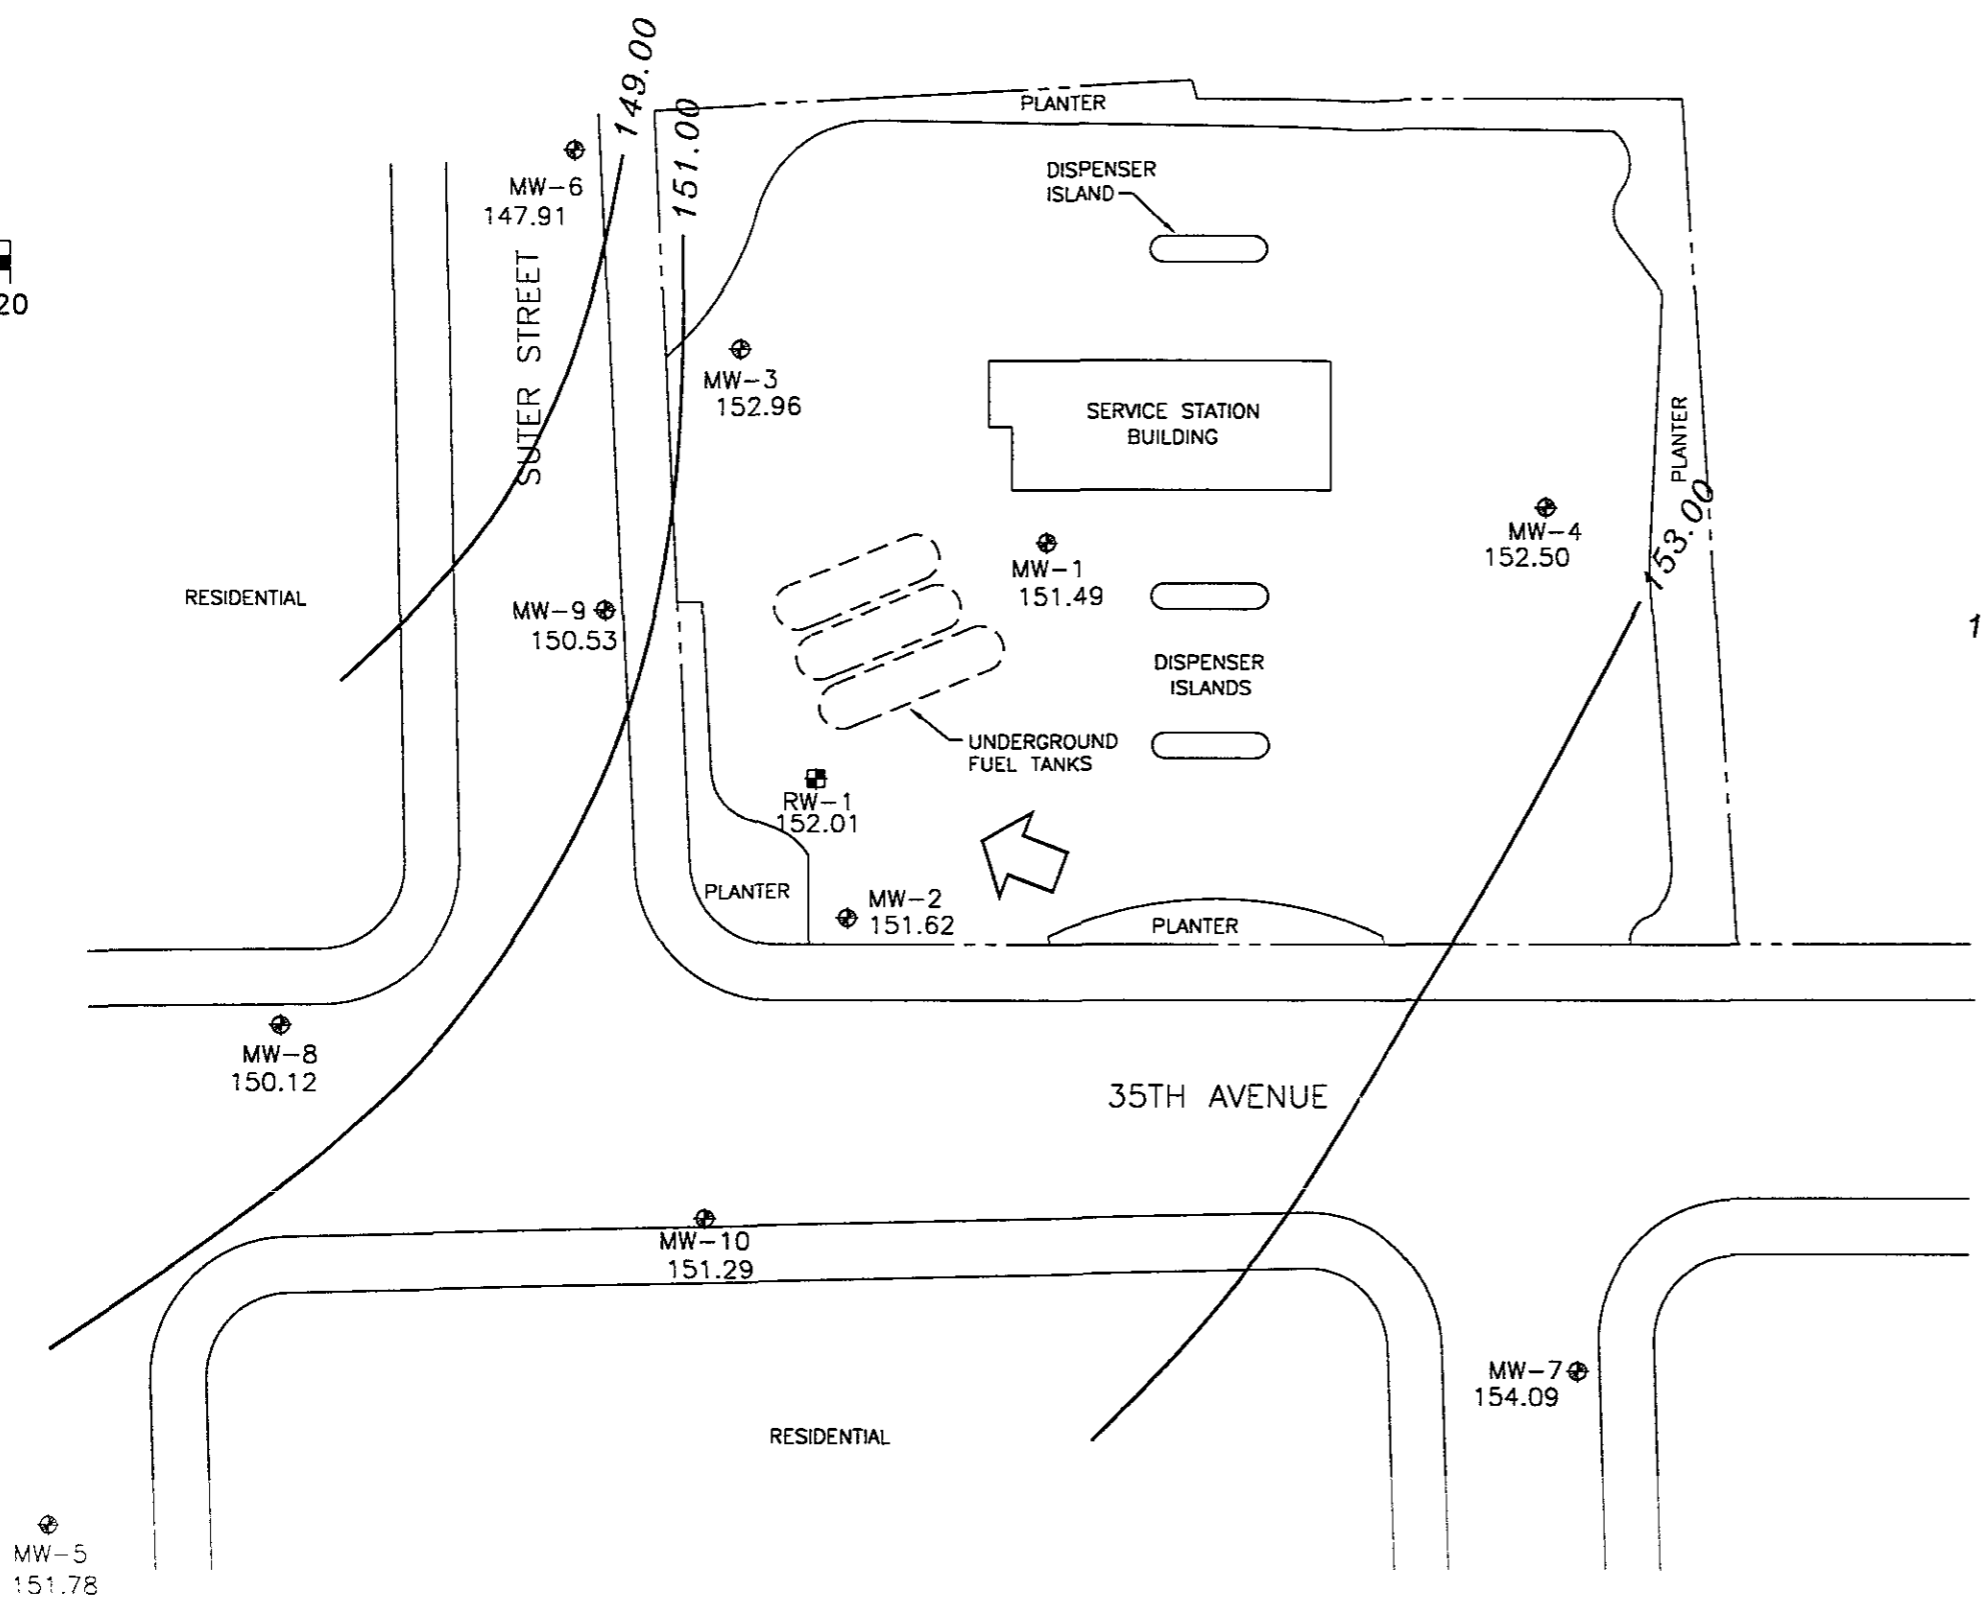 149.00
151.00
PLANTER
MW-6
147.91
DISPENSER
ISLAND
20
SUTER STREET
MW-3
152.96
SERVICE STATION
BUILDING
PLANTER
153.00
MW-4
152.50
MW-1
151.49
RESIDENTIAL
MW-9
150.53
1
DISPENSER
ISLANDS
UNDERGROUND
FUEL TANKS
RW-1
152.01
PLANTER
MW-2
151.62
PLANTER
MW-8
150.12
35TH AVENUE
MW-10
151.29
MW-7
154.09
RESIDENTIAL
MW-5
151.78